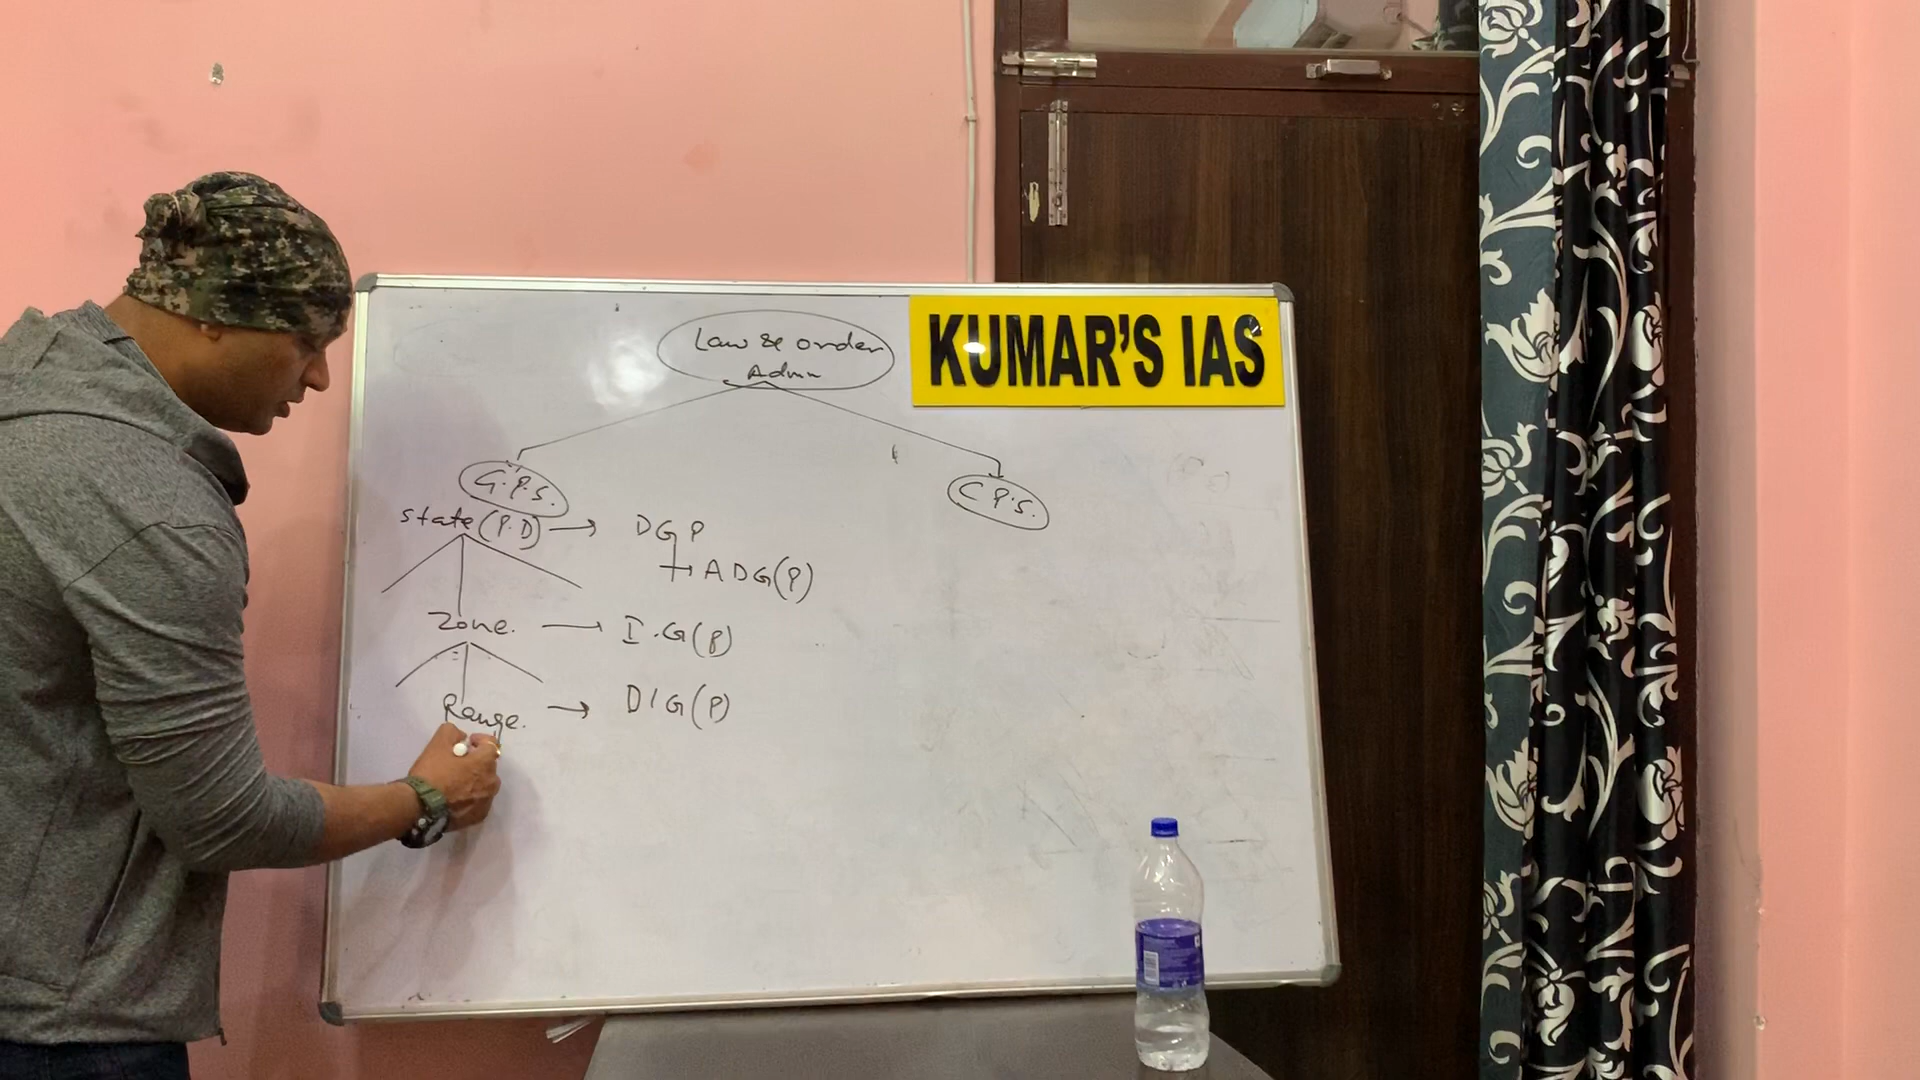 Law & order
Admn
KUMAR'S IAS
G.P.S.
C P.S.
State (P.D) → DGP
→ ADG(P)
Zone. → I.G(P)
Range. → DIG(P)